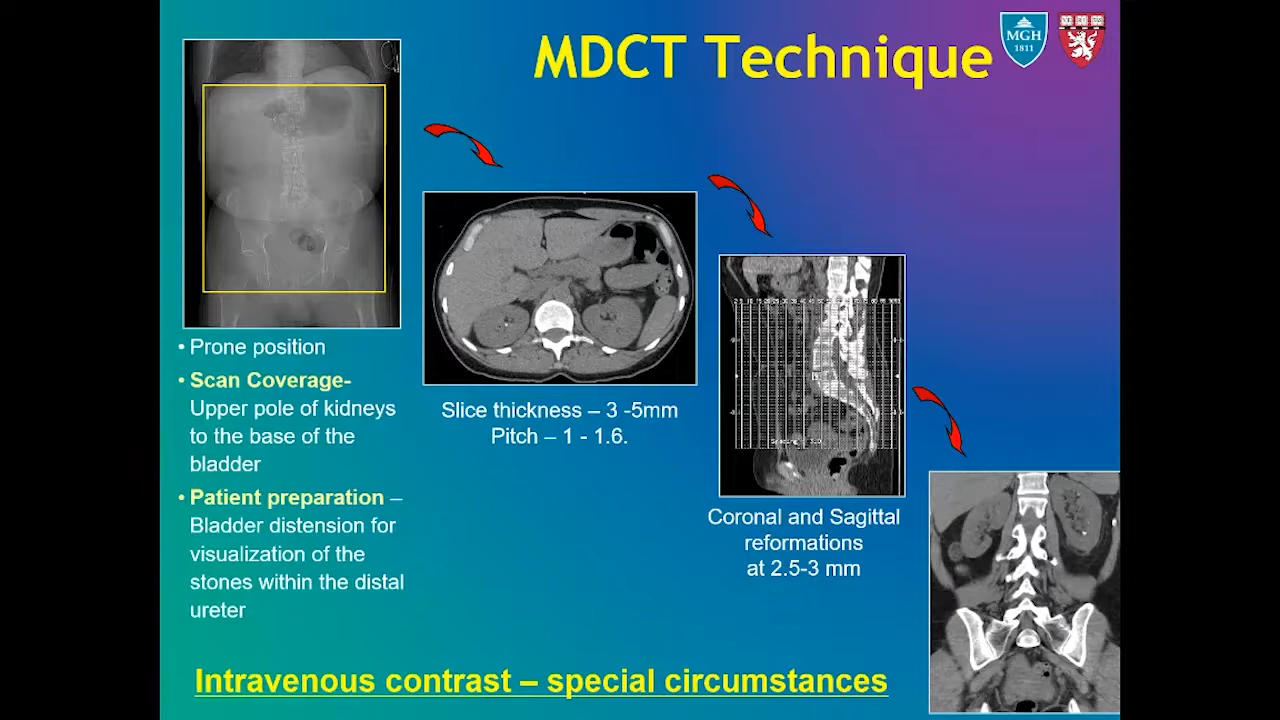 MDCT Technique
MGH
1811
• Prone position
• Scan Coverage-
Upper pole of kidneys
to the base of the
bladder
• Patient preparation –
Bladder distension for
visualization of the
stones within the distal
ureter
Slice thickness – 3 -5mm
Pitch – 1 - 1.6.
Coronal and Sagittal
reformations
at 2.5-3 mm
Intravenous contrast – special circumstances